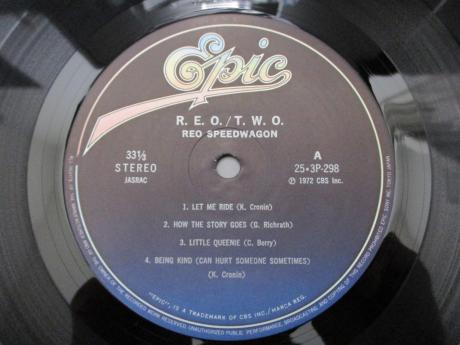 Epic
R. E. O. / T. W. O.
REO SPEEDWAGON
33⅓
STEREO
JASRAC
A
25•3P-298
Ⓟ 1972 CBS Inc.
1. LET ME RIDE (K. Cronin)
2. HOW THE STORY GOES (G. Richrath)
3. LITTLE QUEENIE (C. Berry)
4. BEING KIND (CAN HURT SOMEONE SOMETIMES)
(K. Cronin)
"EPIC", IS A TRADEMARK OF CBS INC./MARCA REG.